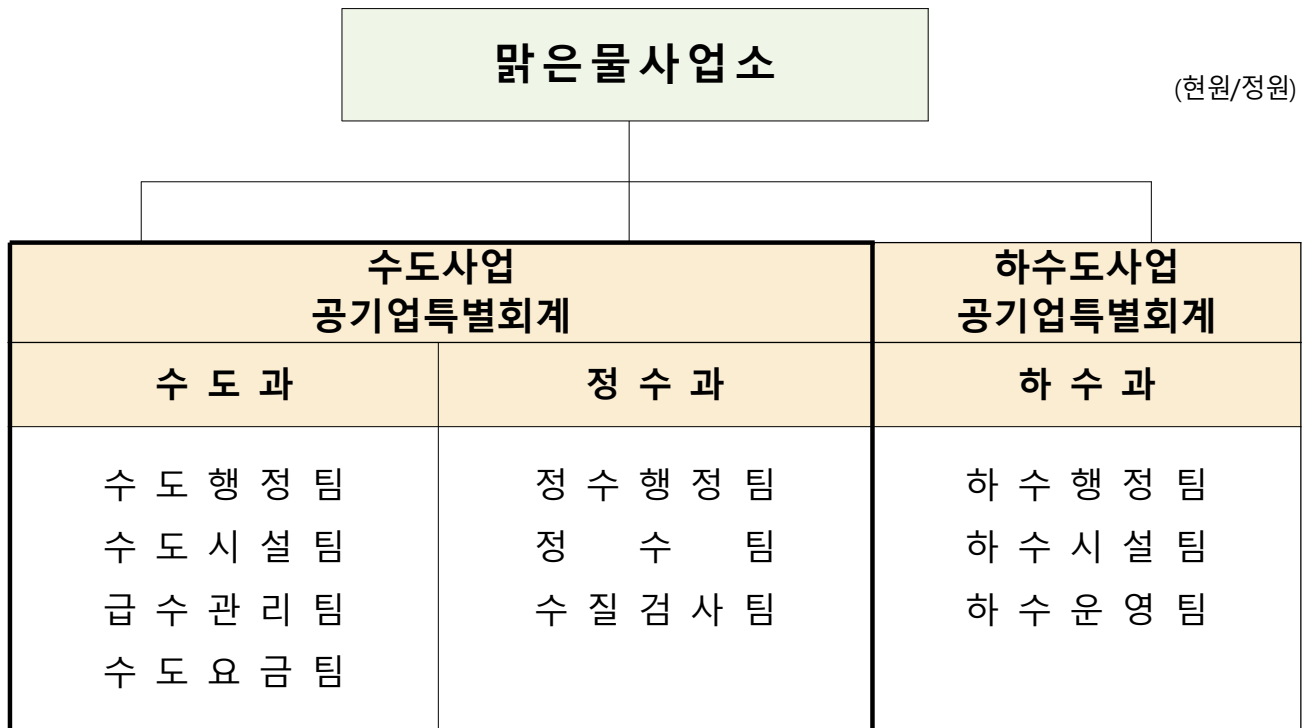 맑은물사업소
(현원/정원)
수도사업
공기업특별회계
하수도사업
공기업특별회계
수 도 과
정 수 과
하 수 과
수 도 행 정 팀
수 도 시 설 팀
급 수 관 리 팀
수 도 요 금 팀
정 수 행 정 팀
정 수 팀
수 질 검 사 팀
하 수 행 정 팀
하 수 시 설 팀
하 수 운 영 팀